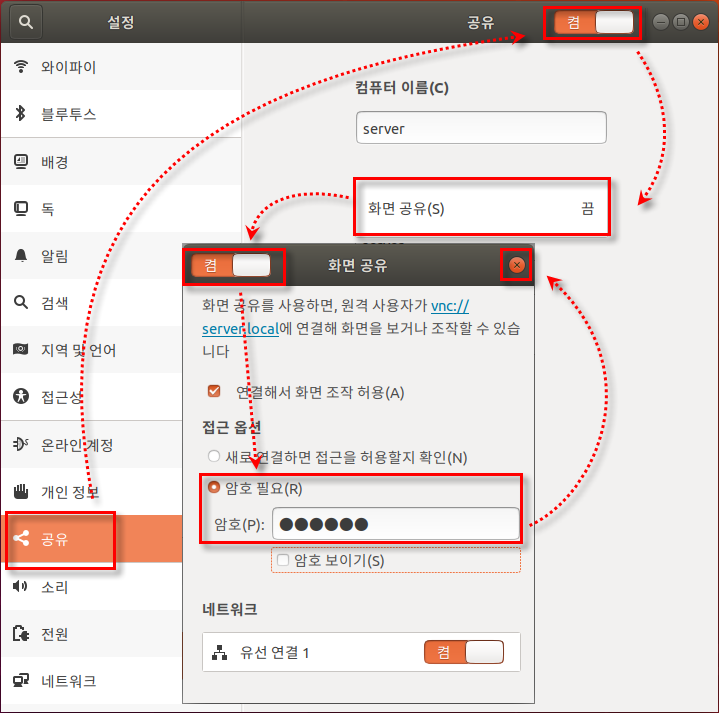 설정
공유
켬
와이파이
블루투스
배경
독
알림
검색
지역 및 언어
접근성
온라인 계정
개인 정보
공유
소리
전원
네트워크
컴퓨터 이름(C)
server
화면 공유(S)
끔
켬
화면 공유
화면 공유를 사용하면, 원격 사용자가 vnc://
server.local에 연결해 화면을 보거나 조작할 수 있습
니다
연결해서 화면 조작 허용(A)
접근 옵션
새로 연결하면 접근을 허용할지 확인(N)
암호 필요(R)
암호(P): ●●●●●●
암호 보이기(S)
네트워크
유선 연결 1
켬